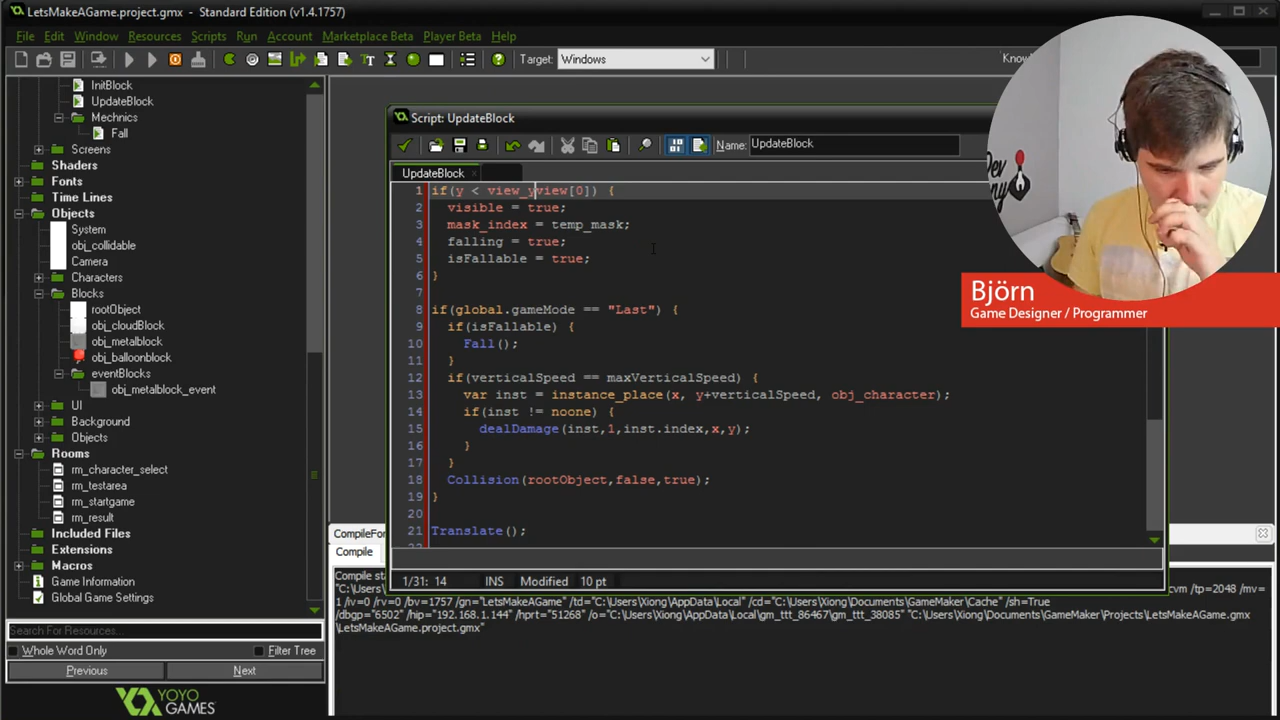 LetsMakeAGame.project.gmx - Standard Edition (v1.4.1757)
File Edit Window Resources Scripts Run Account Marketplace Beta Player Beta Help
Target: Windows
InitBlock
UpdateBlock
Mechnics
Fall
Screens
Shaders
Fonts
Time Lines
Objects
System
obj_collidable
Camera
Characters
Blocks
rootObject
obj_cloudBlock
obj_metalblock
obj_balloonblock
eventBlocks
obj_metalblock_event
UI
Background
Objects
Rooms
rm_character_select
rm_testarea
rm_startgame
rm_result
Included Files
Extensions
Macros
Game Information
Global Game Settings
Search For Resources...
Whole Word Only Filter Tree
Previous Next
YOYO
GAMES
Script: UpdateBlock
Name: UpdateBlock
UpdateBlock
1 if(y < view_yview[0]) {
2 visible = true;
3 mask_index = temp_mask;
4 falling = true;
5 isFallable = true;
6 }
7
8 if(global.gameMode == "Last") {
9 if(isFallable) {
10 Fall();
11 }
12 if(verticalSpeed == maxVerticalSpeed) {
13 var inst = instance_place(x, y+verticalSpeed, obj_character);
14 if(inst != noone) {
15 dealDamage(inst,1,inst.index,x,y);
16 }
17 }
18 Collision(rootObject,false,true);
19 }
20
21 Translate();
1/31: 14 INS Modified 10 pt
Compile
"C:\Users
1 /rv=0 /bv=1757 /gn="LetsMakeAGame" /td="C:\Users\Xiong\AppData\Local" /cd="C:\Users\Xiong\Documents\GameMaker\Cache" /sh=True
/dbgp="6502" /hip="192.168.1.144" /hprt="51268" /o="C:\Users\Xiong\AppData\Local\gm_ttt_86467\gm_ttt_38085" "C:\Users\Xiong\Documents\GameMaker\Projects\LetsMakeAGame.gmx
\LetsMakeAGame.project.gmx"
Björn
Game Designer / Programmer